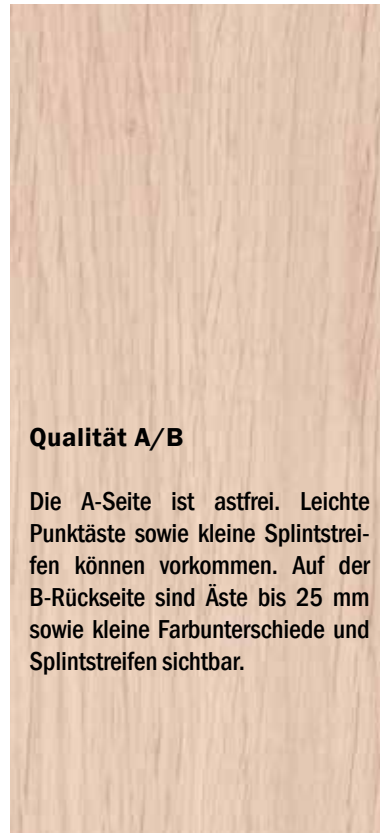 Qualität A/B
Die A-Seite ist astfrei. Leichte
Punktäste sowie kleine Splintstrei-
fen können vorkommen. Auf der
B-Rückseite sind Äste bis 25 mm
sowie kleine Farbunterschiede und
Splintstreifen sichtbar.